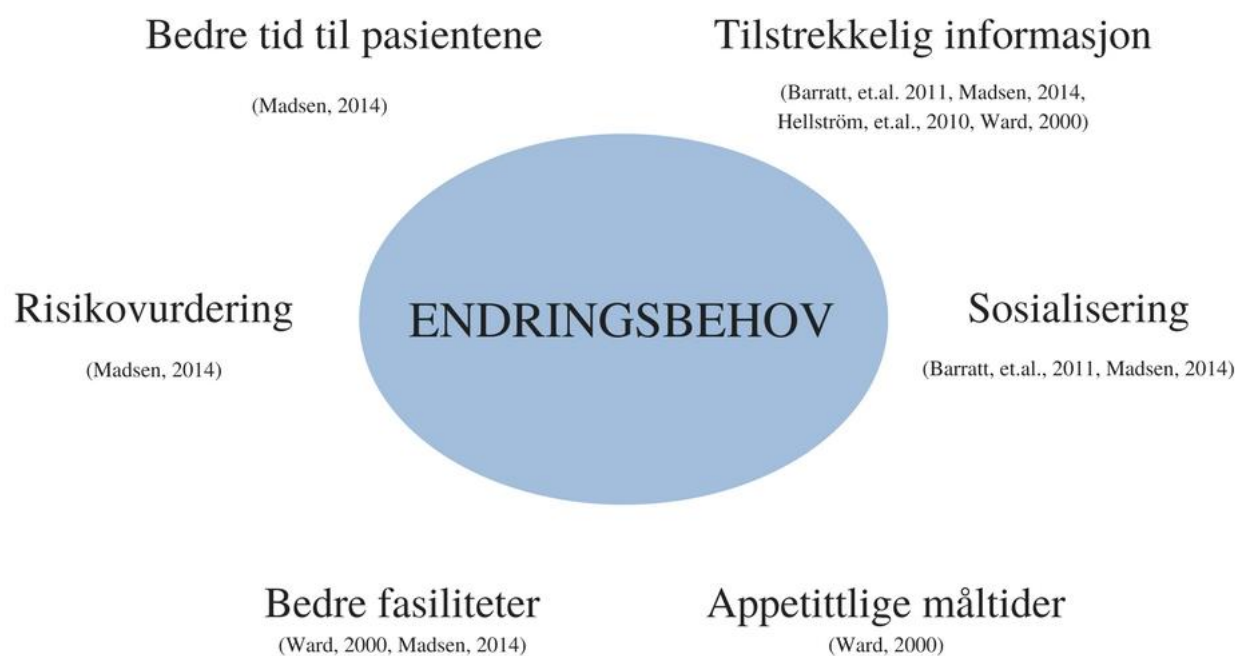 Bedre tid til pasientene
(Madsen, 2014)
Tilstrekkelig informasjon
(Barratt, et.al. 2011, Madsen, 2014,
Hellström, et.al., 2010, Ward, 2000)
Risikovurdering
(Madsen, 2014)
ENDRINGSBEHOV
Sosialisering
(Barratt, et.al., 2011, Madsen, 2014)
Bedre fasiliteter
(Ward, 2000, Madsen, 2014)
Appetittlige måltider
(Ward, 2000)